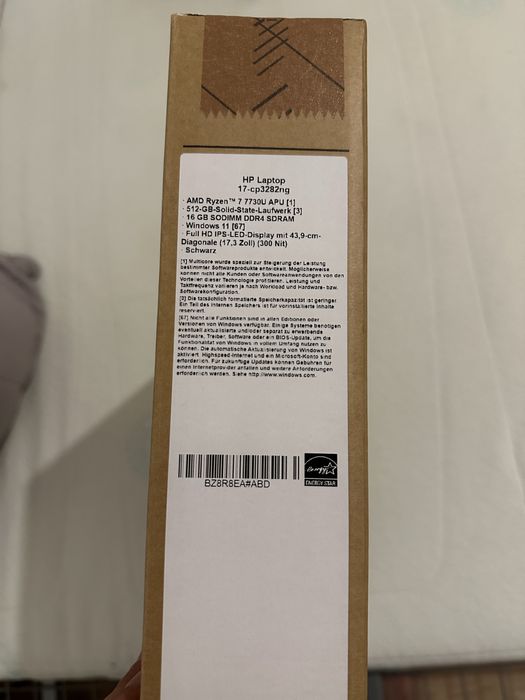 HP Laptop
17-cp3282ng
· AMD Ryzen™ 7 7730U APU [1]
· 512-GB-Solid-State-Laufwerk [3]
· 16 GB SODIMM DDR4 SDRAM
· Windows 11 [67]
· Full HD IPS-LED-Display mit 43,9-cm-
Diagonale (17,3 Zoll) (300 Nit)
· Schwarz
[1] Multicore wurde speziell zur Steigerung der Leistung
bestimmter Softwareprodukte entwickelt. Möglicherweise
können nicht alle Kunden oder Softwareanwendungen von den
Vorteilen dieser Technologie profitieren. Leistung und
Taktfrequenz variieren je nach Workload und Hardware- bzw.
Softwarekonfiguration.
[3] Die tatsächlich formatierte Speicherkapazität ist geringer.
Ein Teil des internen Speichers ist für vorinstallierte Inhalte
reserviert.
[67] Nicht alle Funktionen sind in allen Editionen oder
Versionen von Windows verfügbar. Einige Systeme benötigen
eventuell aktualisierte und/oder separat zu erwerbende
Hardware, Treiber, Software oder ein BIOS-Update, um die
Funktionalität von Windows in vollem Umfang nutzen zu
können. Die automatische Aktualisierung von Windows ist
aktiviert. Highspeed-Internet und ein Microsoft-Konto sind
erforderlich. Für zukünftige Updates können Gebühren für
einen Internetprovider anfallen und weitere Anforderungen
erforderlich werden. Siehe http://www.windows.com.
BZ8R8EA#ABD
energy
ENERGY STAR